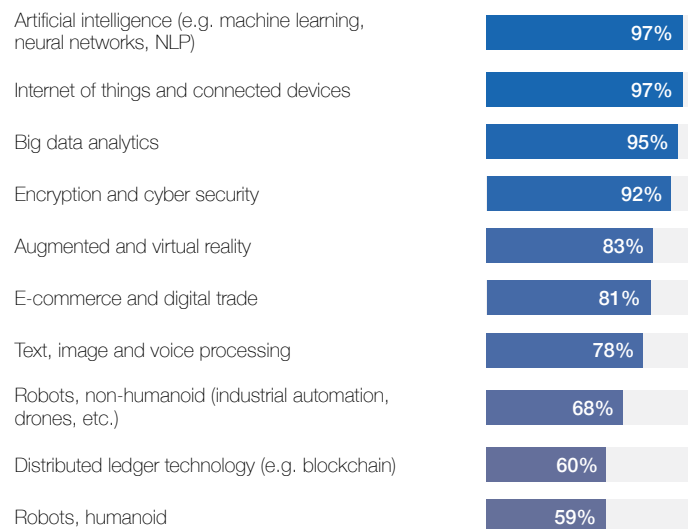 Artificial intelligence (e.g. machine learning,
neural networks, NLP)
97%
Internet of things and connected devices
97%
Big data analytics
95%
Encryption and cyber security
92%
Augmented and virtual reality
83%
E-commerce and digital trade
81%
Text, image and voice processing
78%
Robots, non-humanoid (industrial automation,
drones, etc.)
68%
Distributed ledger technology (e.g. blockchain)
60%
Robots, humanoid
59%